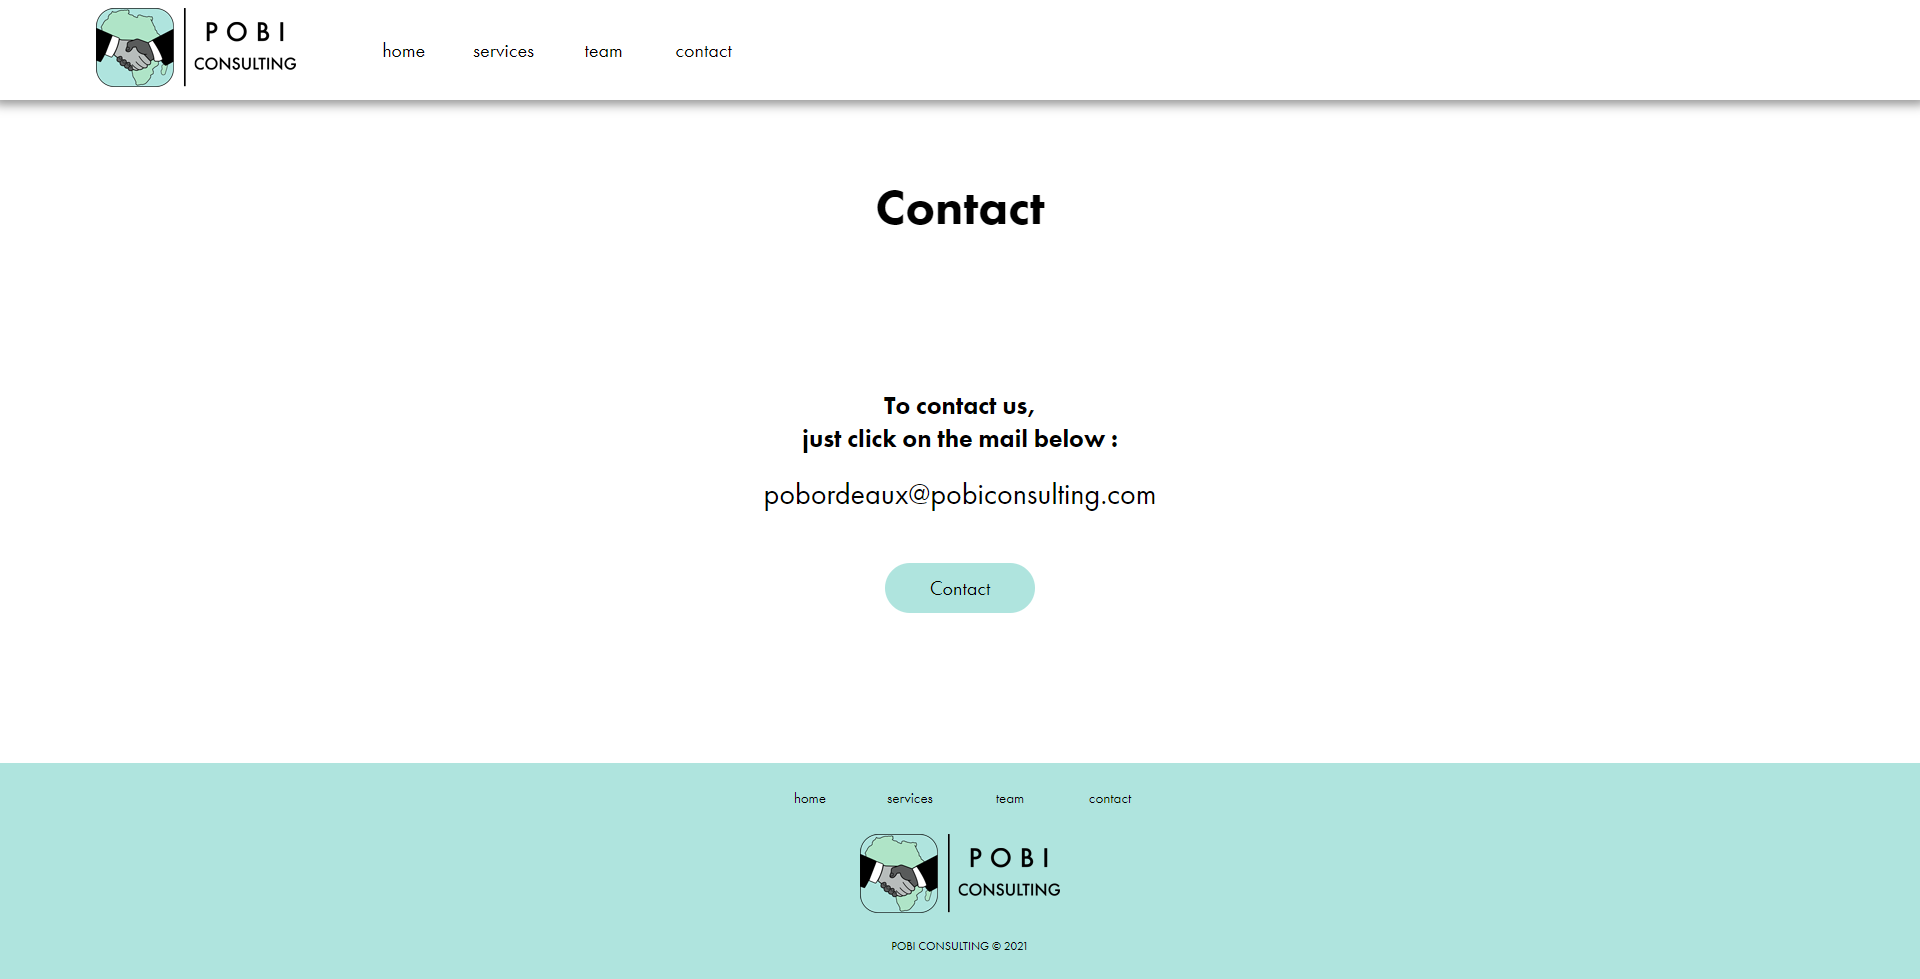 POBI
CONSULTING
home services team contact
Contact
To contact us,
just click on the mail below :
pobordeaux@pobiconsulting.com
Contact
home services team contact
POBI
CONSULTING
POBI CONSULTING © 2021